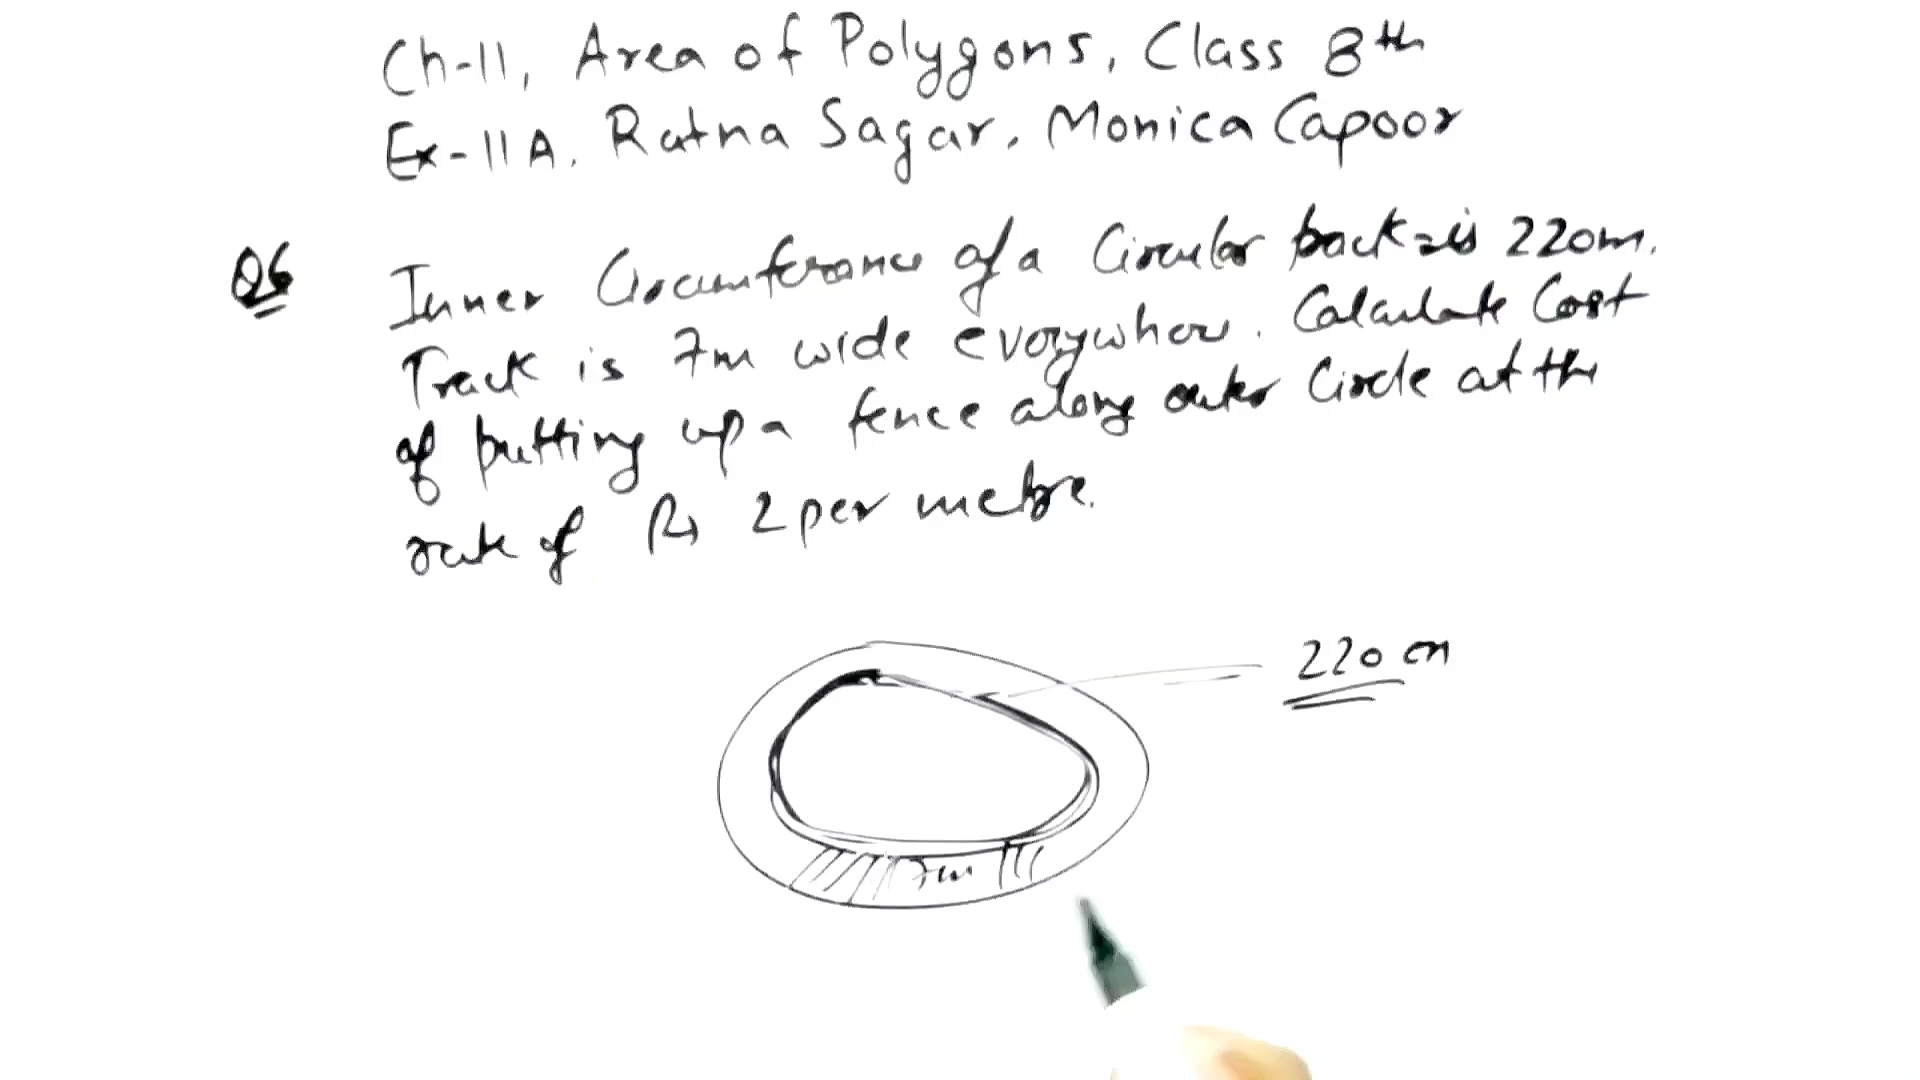 Ch-11, Area of Polygons, Class 8th
Ex-11A, Ratna Sagar, Monica Capoor
Q6 Inner Circumference of a Circular track is 220m.
Track is 7m wide everywhere. Calculate Cost
of putting up a fence along outer Circle at the
rate of Rs 2 per metre.
220 m
7m